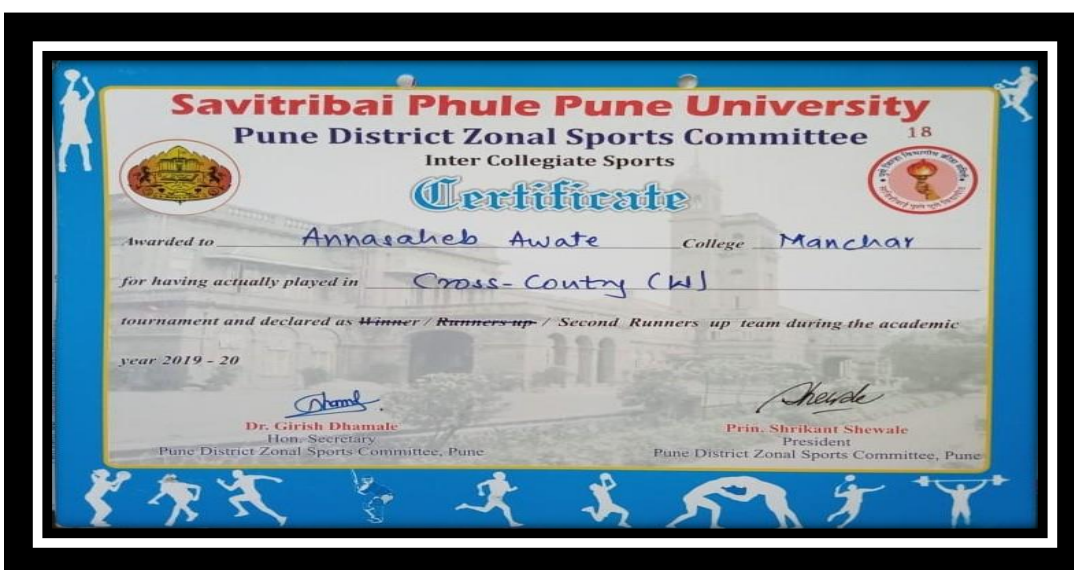 Savitribai Phule Pune University
Pune District Zonal Sports Committee
18
Inter Collegiate Sports
Certificate
Awarded to Annasaheb Awate College Manchar
for having actually played in Cross-Contry (W)
tournament and declared as Winner / Runners up / Second Runners up team during the academic
year 2019 - 20
Dr. Girish Dhamale
Hon. Secretary
Pune District Zonal Sports Committee, Pune
Shewale
Prin. Shrikant Shewale
President
Pune District Zonal Sports Committee, Pune